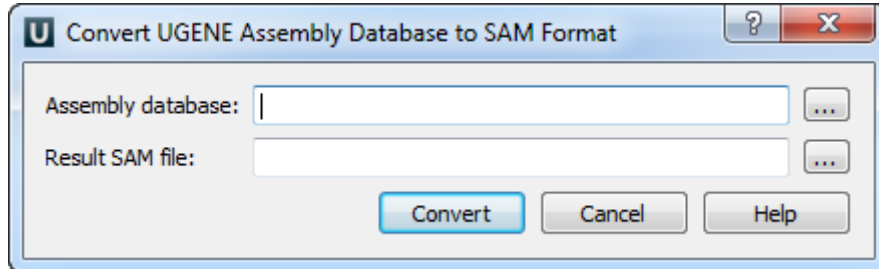 U Convert UGENE Assembly Database to SAM Format ?
Assembly database: ...
Result SAM file: ...
Convert Cancel Help